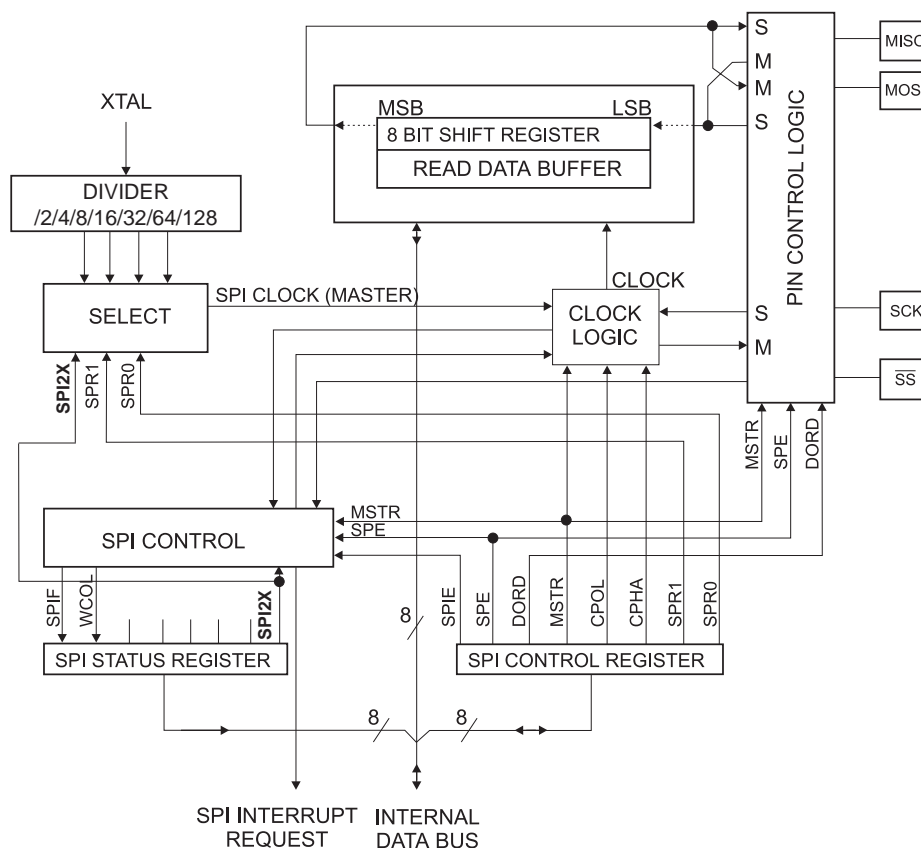 S
MISO
M
XTAL
MSB
LSB
M
MOSI
8 BIT SHIFT REGISTER
S
READ DATA BUFFER
DIVIDER
/2/4/8/16/32/64/128
PIN CONTROL LOGIC
SPI CLOCK (MASTER)
CLOCK
SELECT
CLOCK
LOGIC
S
SCK
M
SPI2X
SPR1
SPR0
SS
MSTR
SPE
DORD
MSTR
SPE
SPI CONTROL
SPIF
WCOL
SPI2X
8
SPIE
SPE
DORD
MSTR
CPOL
CPHA
SPR1
SPR0
SPI STATUS REGISTER
SPI CONTROL REGISTER
8
8
SPI INTERRUPT
REQUEST
INTERNAL
DATA BUS